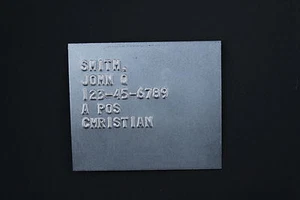 SMITH,
JOHN Q
123-45-6789
A POS
CHRISTIAN